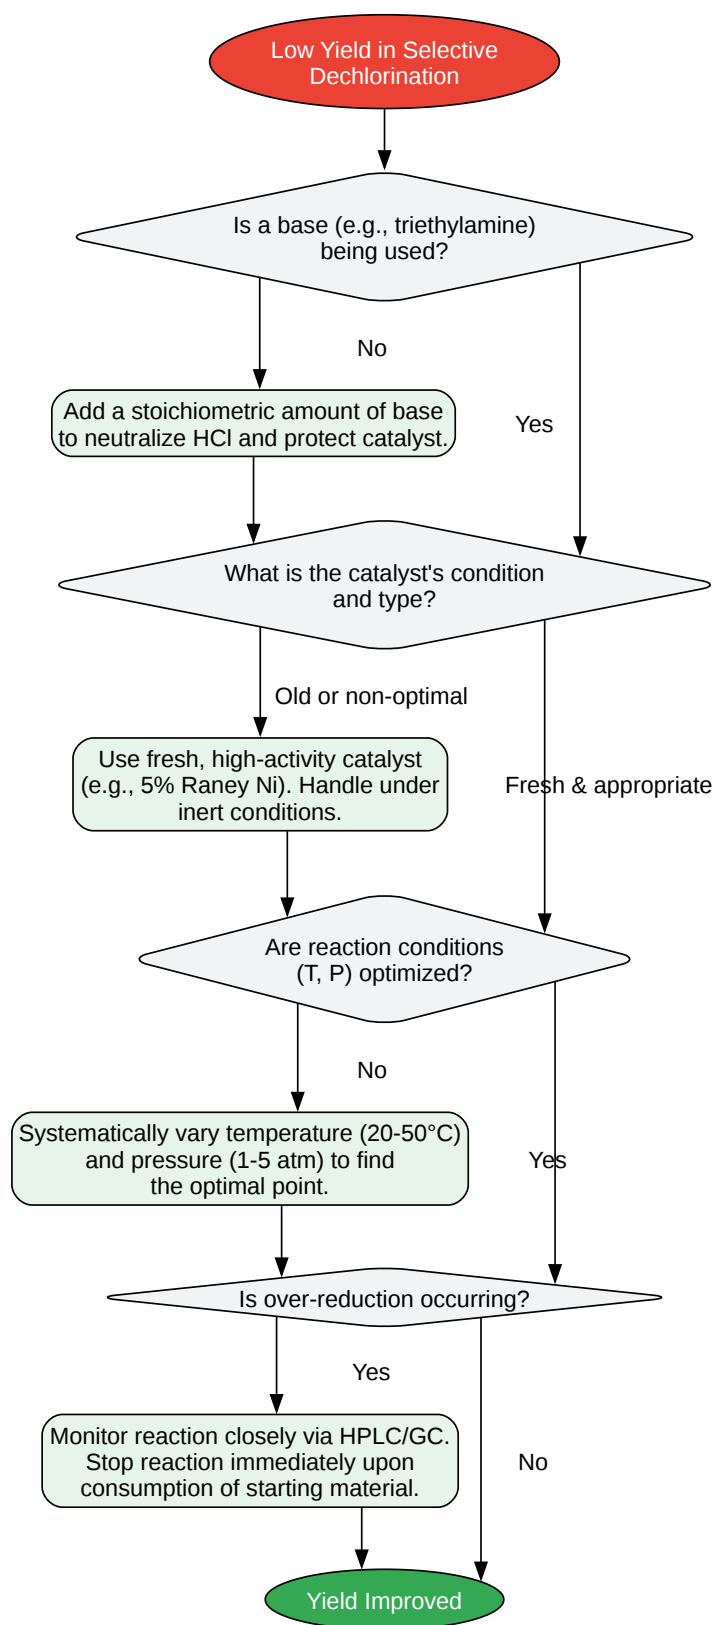 Low Yield in Selective
Dechlorination
Is a base (e.g., triethylamine)
being used?
No
Add a stoichiometric amount of base
to neutralize HCl and protect catalyst.
Yes
What is the catalyst's condition
and type?
Old or non-optimal
Use fresh, high-activity catalyst
(e.g., 5% Raney Ni). Handle under
inert conditions.
Fresh & appropriate
Are reaction conditions
(T, P) optimized?
No
Systematically vary temperature (20-50°C)
and pressure (1-5 atm) to find
the optimal point.
Yes
Is over-reduction occurring?
Yes
Monitor reaction closely via HPLC/GC.
Stop reaction immediately upon
consumption of starting material.
No
Yield Improved